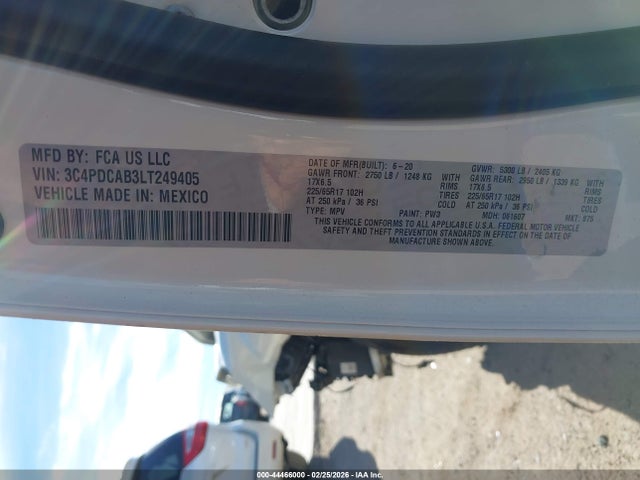 MFD BY: FCA US LLC
VIN: 3C4PDCAB3LT249405
VEHICLE MADE IN: MEXICO
DATE OF MFR(BUILT): 6-20 GVWR: 5300 LB / 2405 KG
GAWR FRONT: 2750 LB / 1248 KG WITH GAWR REAR: 2950 LB / 1339 KG WITH
17X6.5 RIMS 17X6.5 RIMS
225/65R17 102H TIRES 225/65R17 102H TIRES
AT 250 kPa / 36 PSI COLD AT 250 kPa / 36 PSI COLD
TYPE: MPV PAINT: PW3 MDH: 061607 MKT: 875
THIS VEHICLE CONFORMS TO ALL APPLICABLE U.S.A. FEDERAL MOTOR VEHICLE
SAFETY AND THEFT PREVENTION STANDARDS IN EFFECT ON THE DATE OF
MANUFACTURE SHOWN ABOVE.
000-44466000 02/25/2026 - Copart